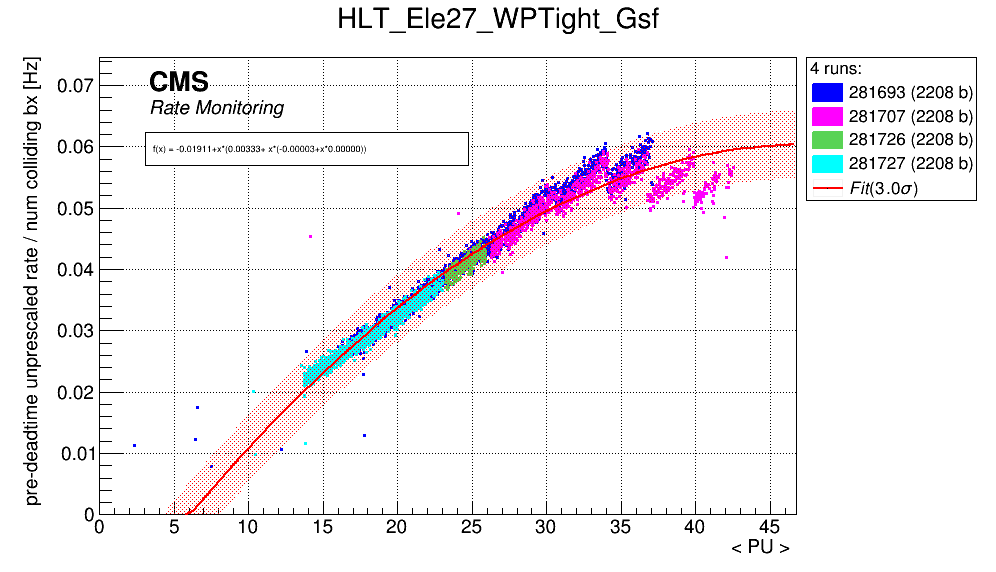 HLT_Ele27_WPTight_Gsf
pre-deadtime unprescaled rate / num colliding bx [Hz]
0.07
0.06
0.05
0.04
0.03
0.02
0.01
0
CMS
Rate Monitoring
f(x) = -0.01911+x*(0.00333+ x*(-0.00003+x*0.00000))
0 5 10 15 20 25 30 35 40 45
< PU >
4 runs:
281693 (2208 b)
281707 (2208 b)
281726 (2208 b)
281727 (2208 b)
Fit(3.0σ)